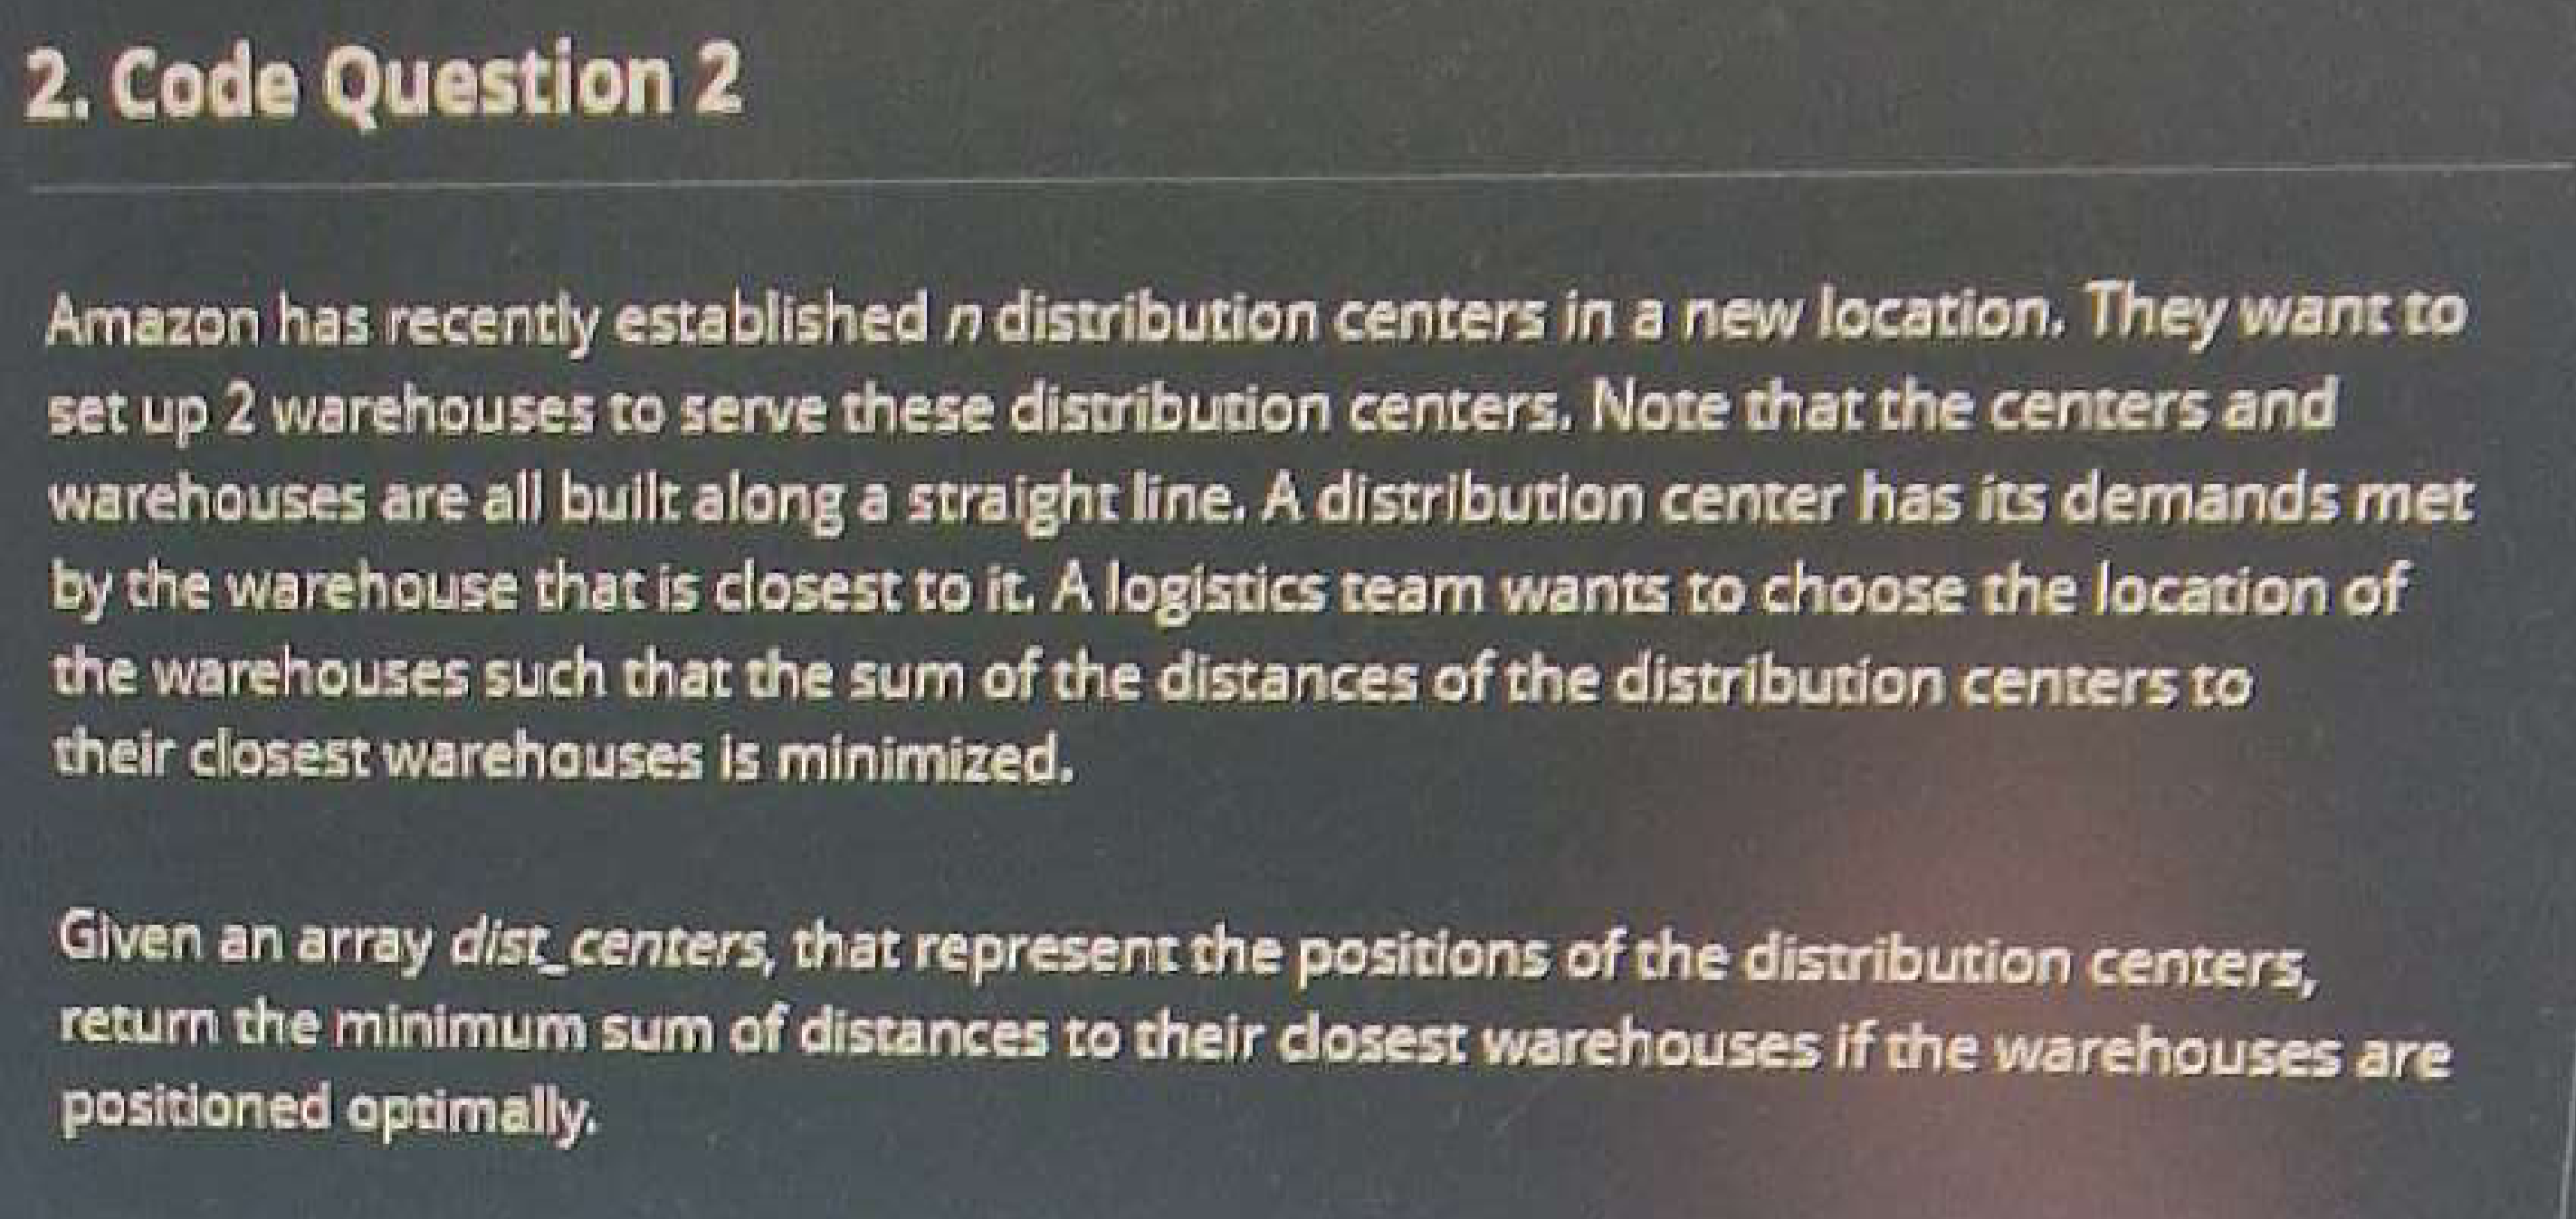 2. Code Question 2
Amazon has recently established n distribution centers in a new location. They want to
set up 2 warehouses to serve these distribution centers. Note that the centers and
warehouses are all built along a straight line. A distribution center has its demands met
by the warehouse that is closest to it. A logistics team wants to choose the location of
the warehouses such that the sum of the distances of the distribution centers to
their closest warehouses is minimized.
Given an array dist_centers, that represent the positions of the distribution centers,
return the minimum sum of distances to their closest warehouses if the warehouses are
positioned optimally.